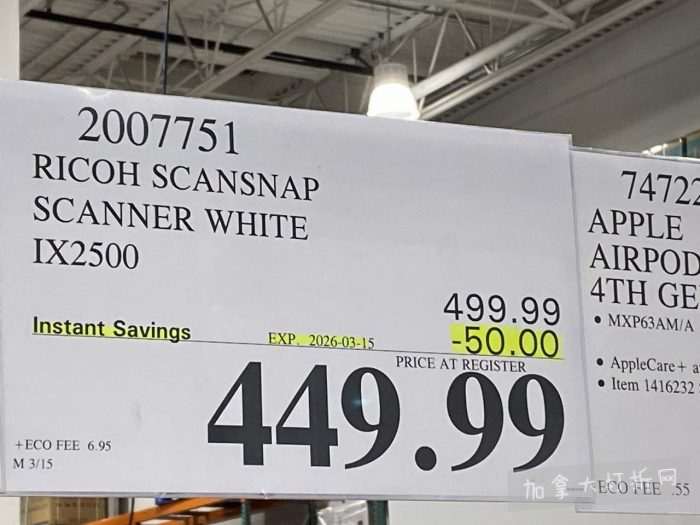 2007751
RICOH SCANSNAP
SCANNER WHITE
IX2500
499.99
Instant Savings EXP. 2026-03-15 -50.00
PRICE AT REGISTER
449.99
+ECO FEE 6.95
M 3/15
7472
APPLE
AIRPOD
4TH GE
• MXP63AM/A
• AppleCare+ a
• Item 1416232
ECO FEE .55
加拿大打折网